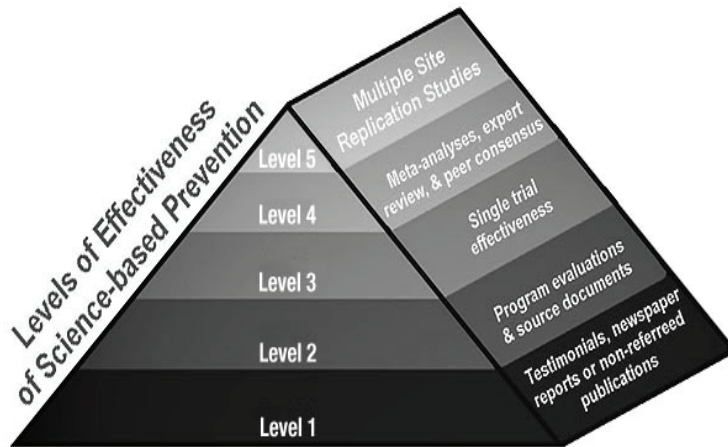 Levels of Effectiveness
of Science-based Prevention
Level 5
Level 4
Level 3
Level 2
Level 1
Multiple Site
Replication Studies
Meta-analyses, expert
review, & peer consensus
Single trial
effectiveness
Program evaluations
& source documents
Testimonials, newspaper
reports or non-referreed
publications